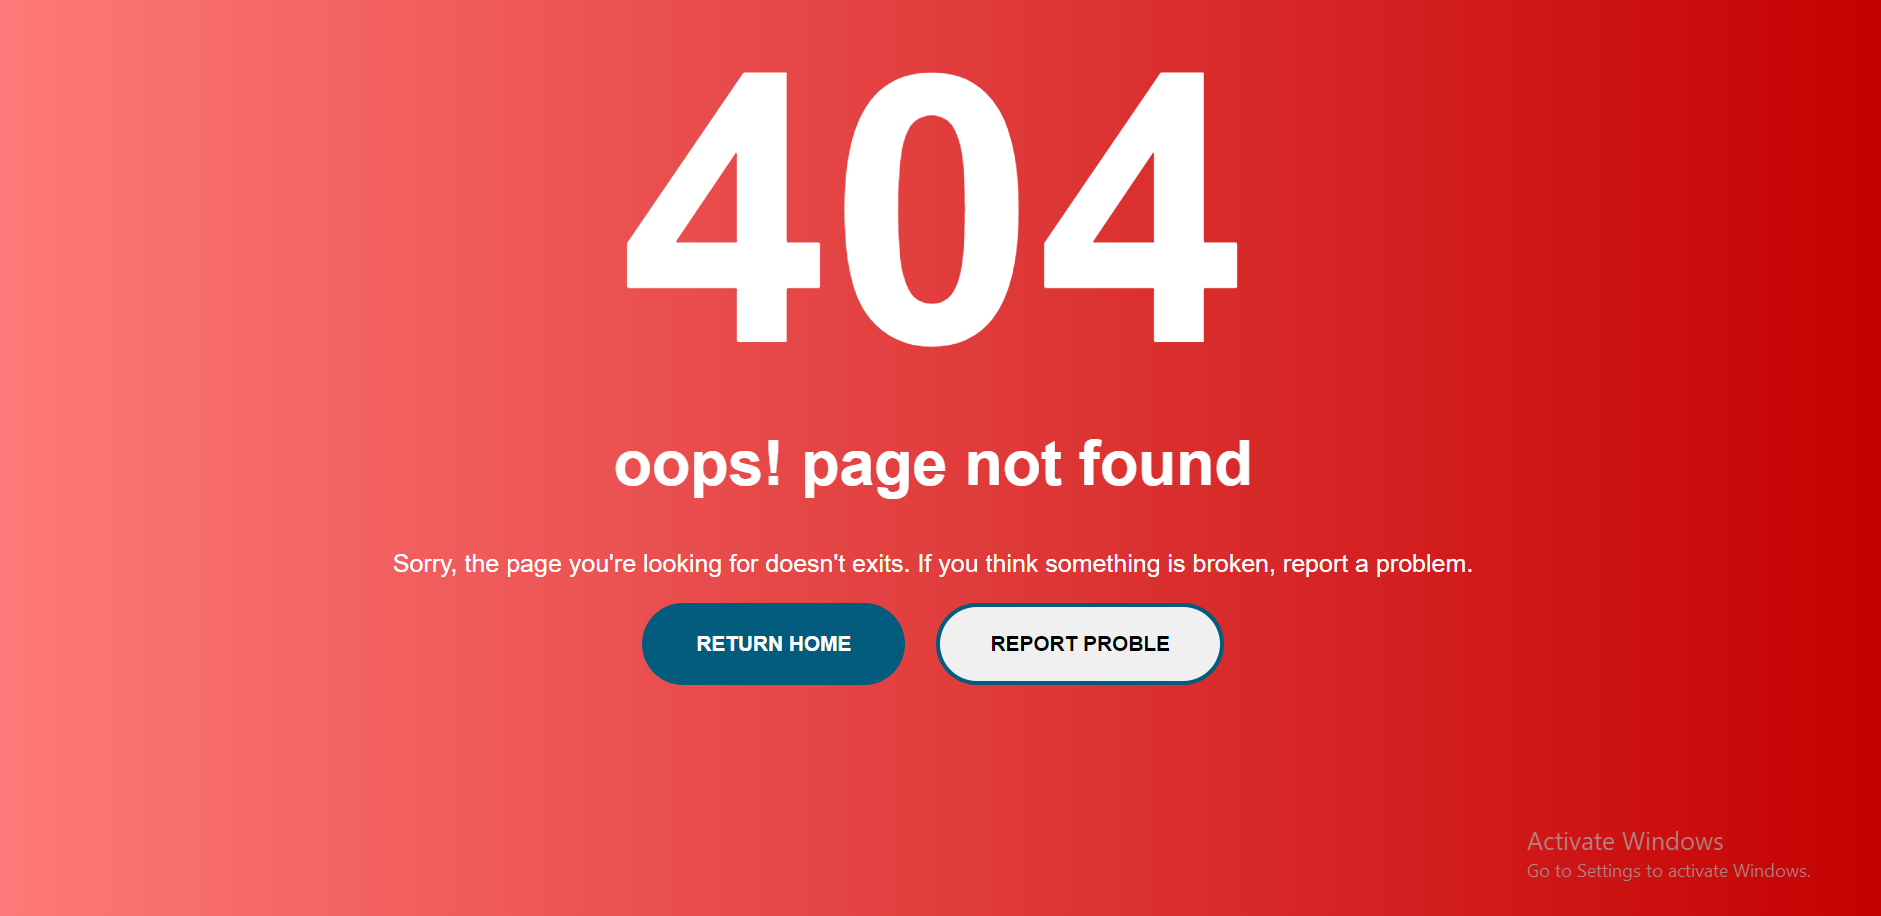 404
oops! page not found
Sorry, the page you're looking for doesn't exits. If you think something is broken, report a problem.
RETURN HOME
REPORT PROBLE
Activate Windows
Go to Settings to activate Windows.